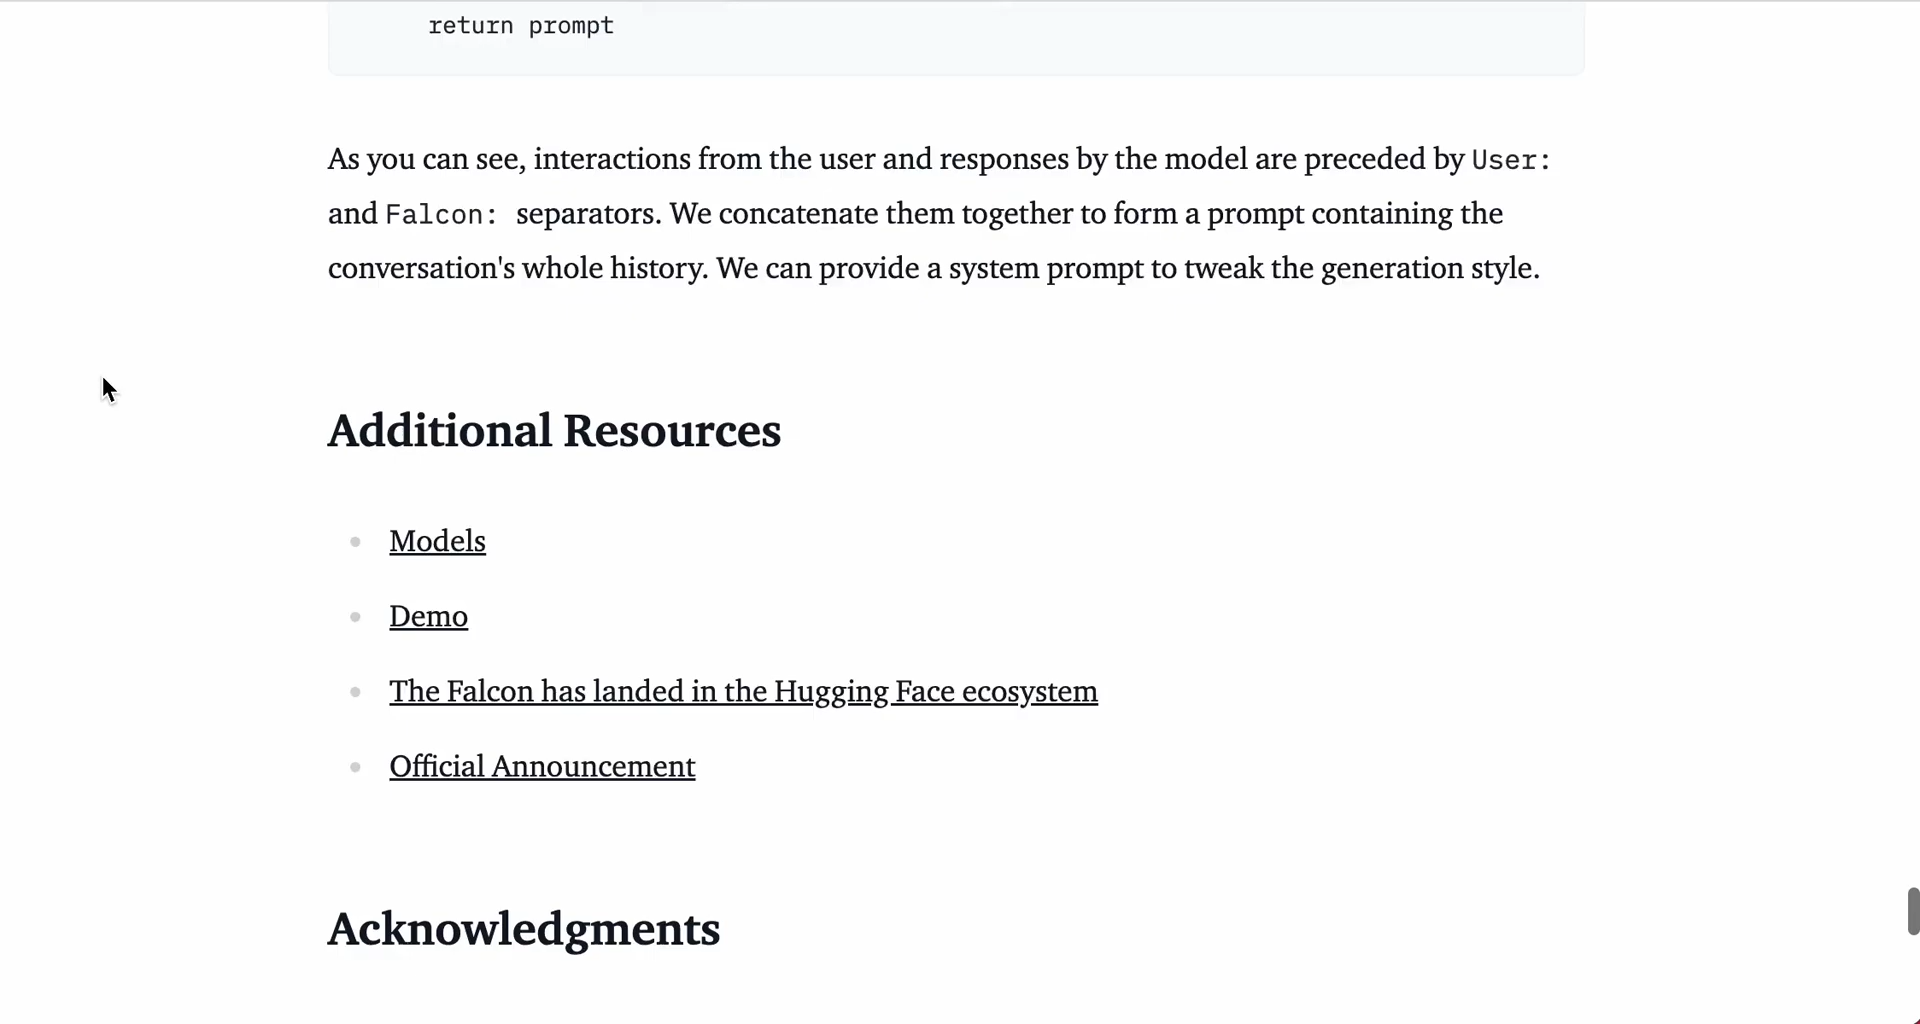 return prompt
As you can see, interactions from the user and responses by the model are preceded by User:
and Falcon: separators. We concatenate them together to form a prompt containing the
conversation's whole history. We can provide a system prompt to tweak the generation style.
Additional Resources
Models
Demo
The Falcon has landed in the Hugging Face ecosystem
Official Announcement
Acknowledgments